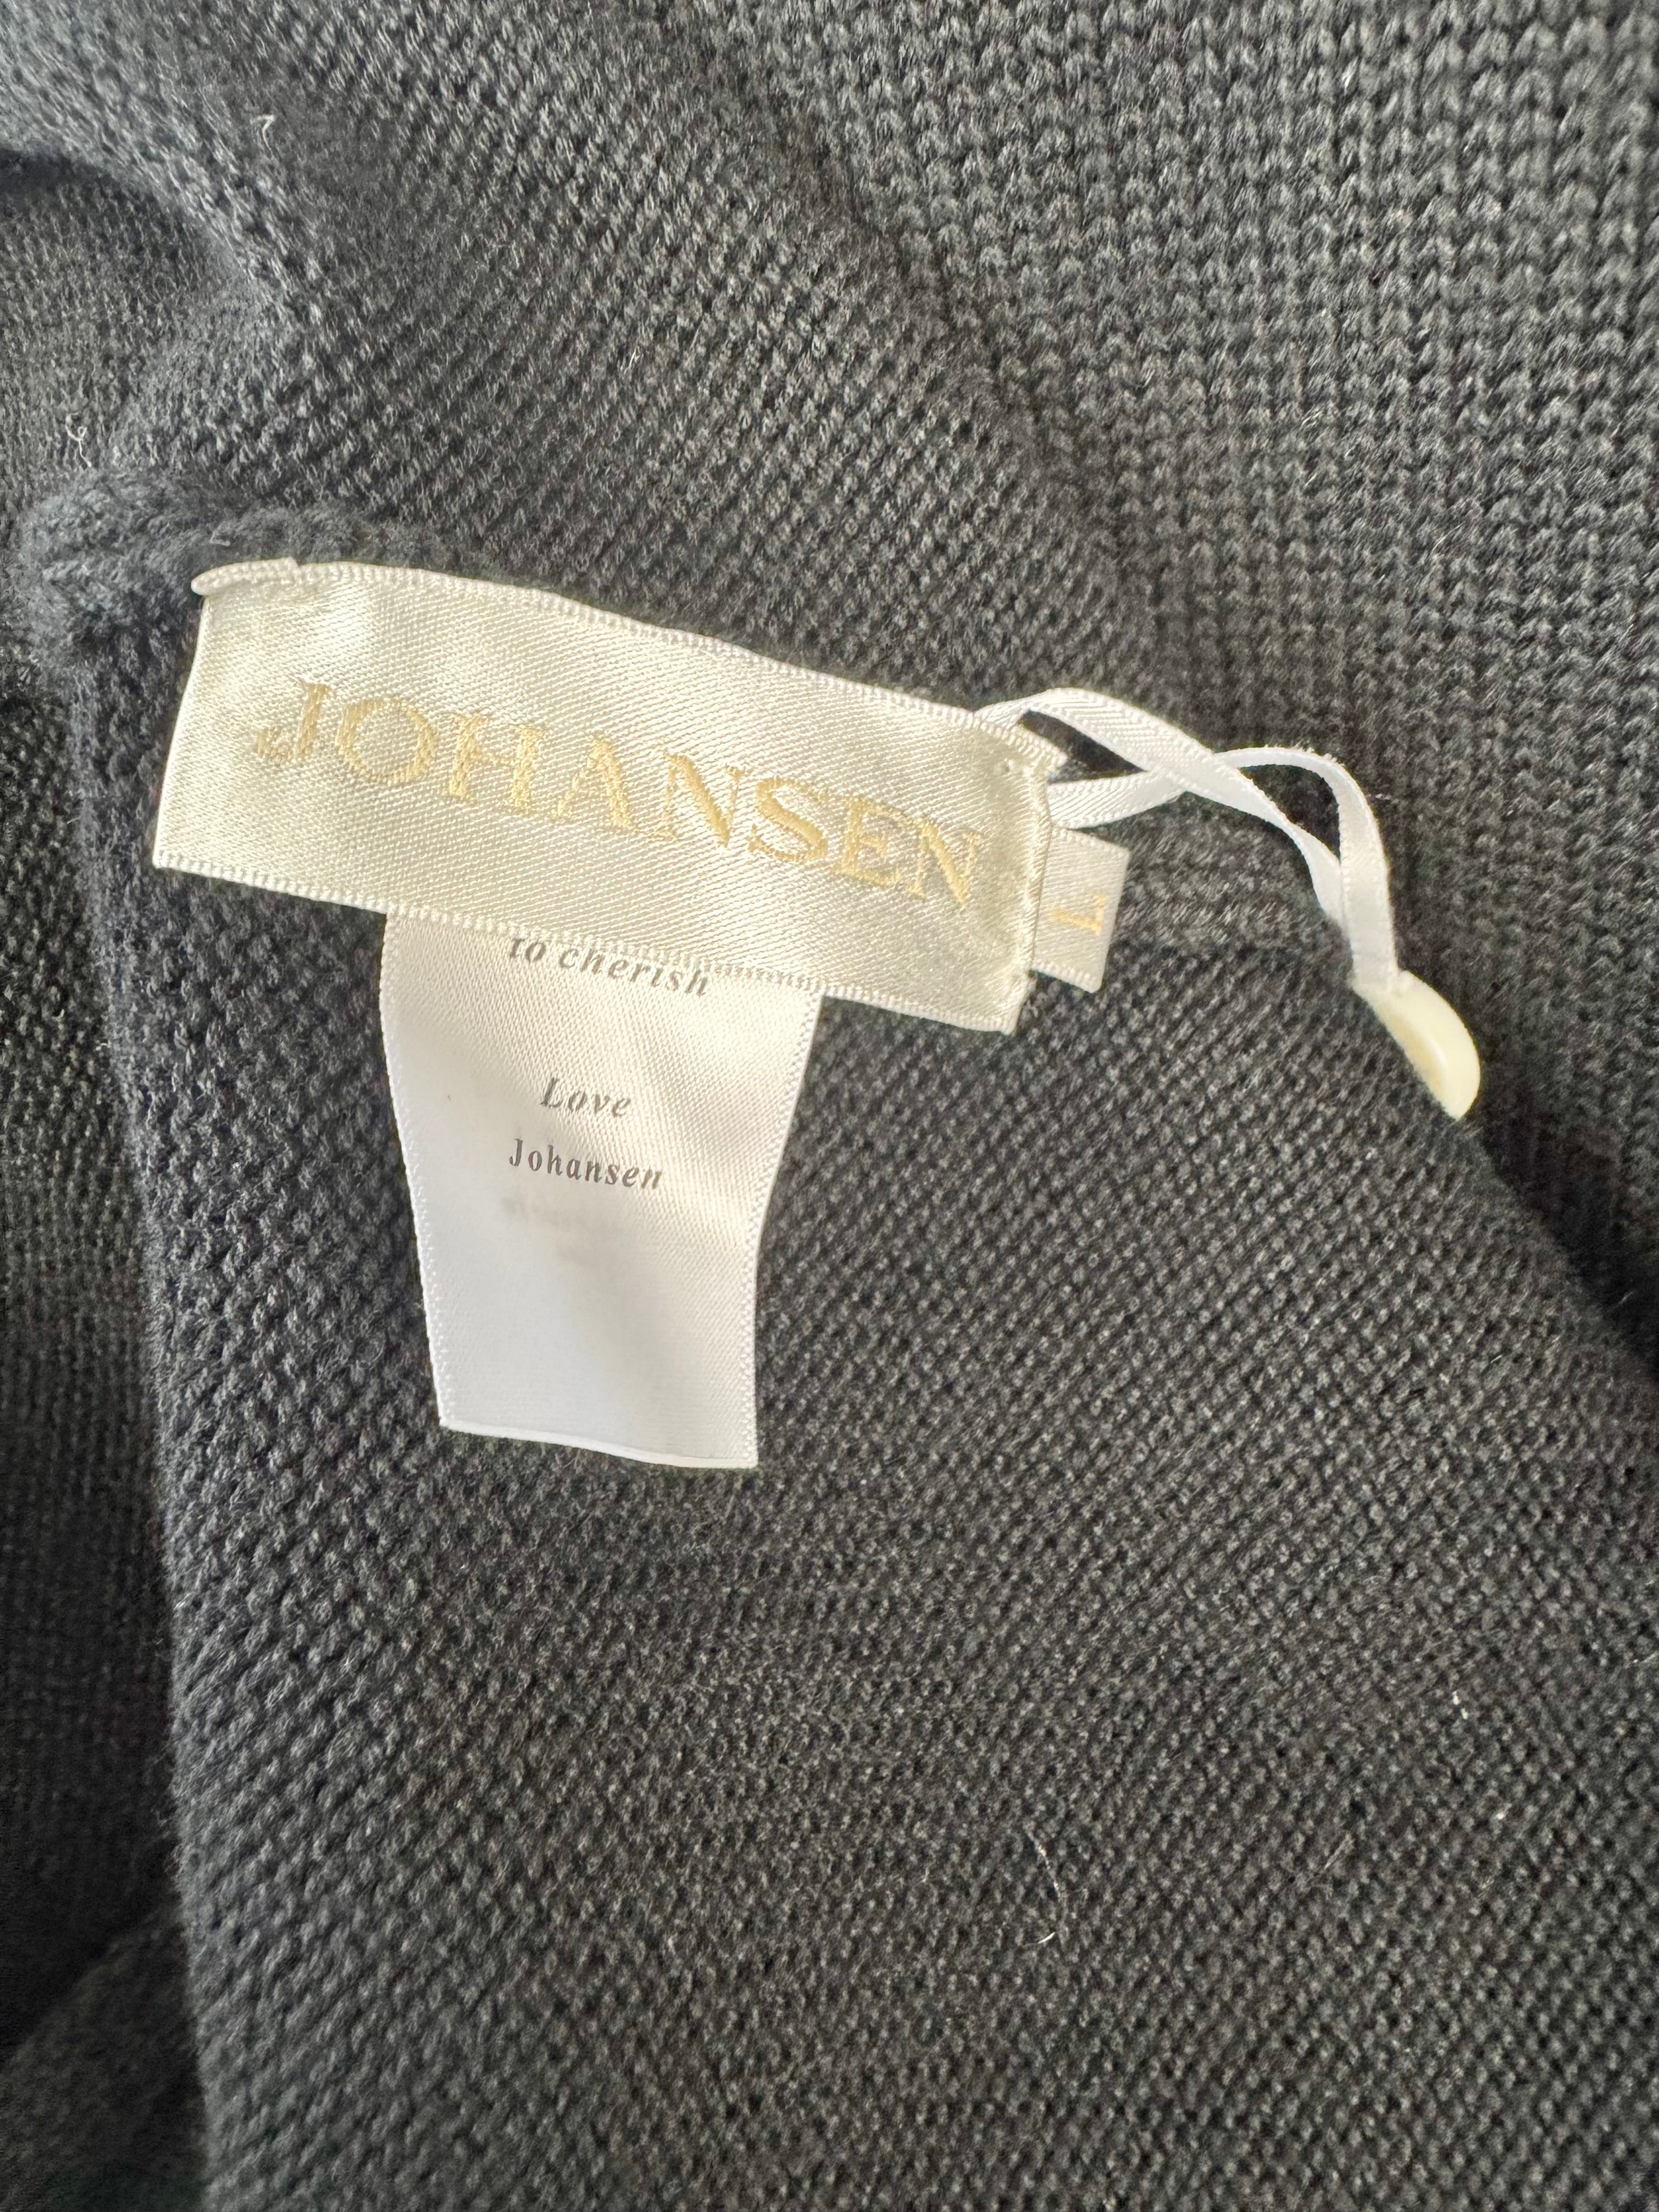 JOHANSEN
L
to cherish
Love
Johansen